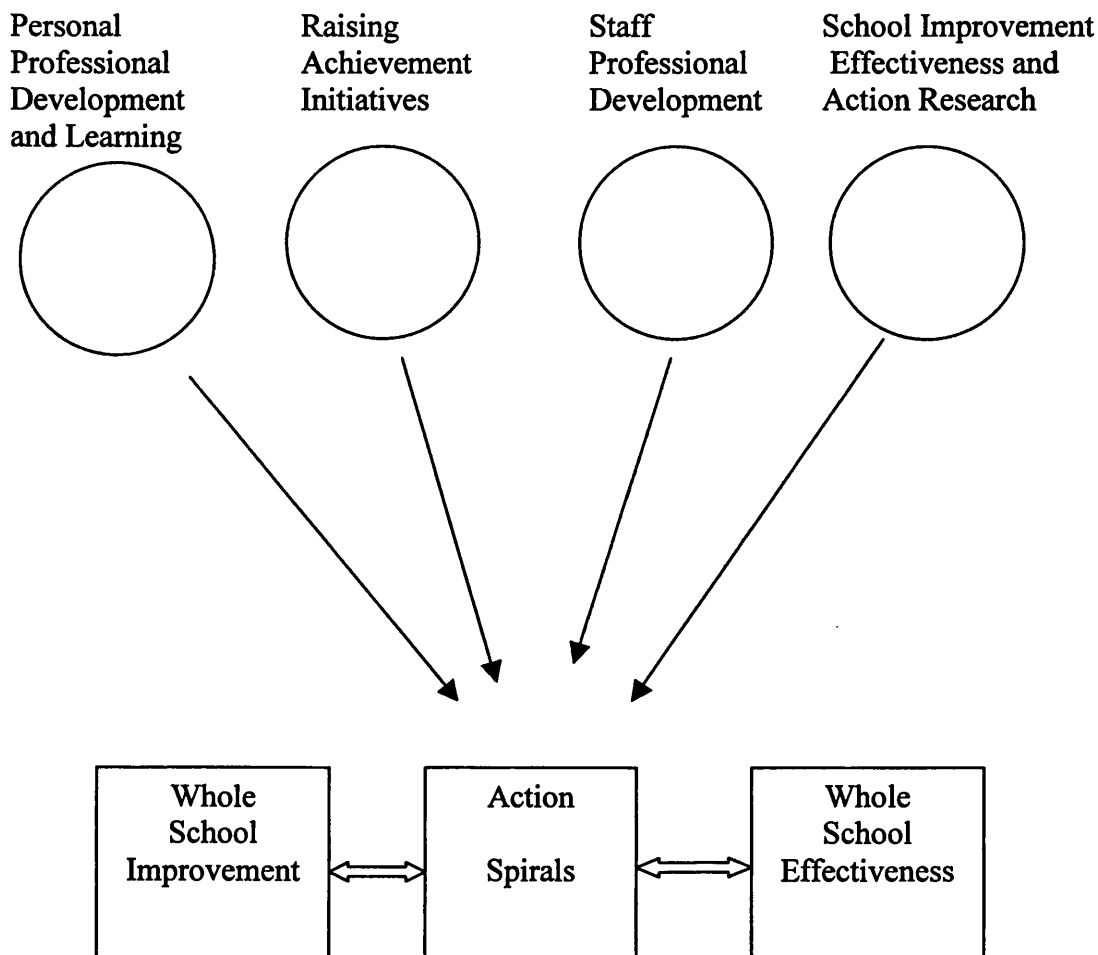 Personal
Professional
Development
and Learning
Raising
Achievement
Initiatives
Staff
Professional
Development
School Improvement
Effectiveness and
Action Research
Whole
School
Improvement
Action
Spirals
Whole
School
Effectiveness